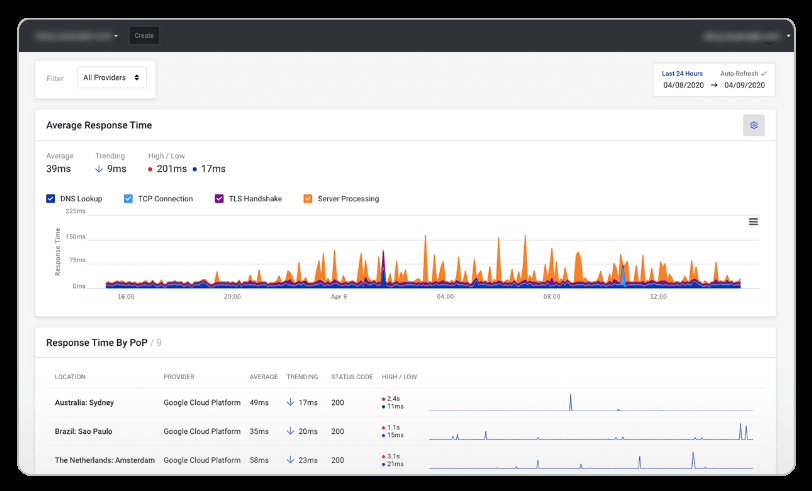 Create
Filter
All Providers
Last 24 Hours
Auto-Refresh
04/08/2020 → 04/09/2020
Average Response Time
Average
Trending
High / Low
39ms
9ms
201ms
17ms
DNS Lookup
TCP Connection
TLS Handshake
Server Processing
225ms
150ms
75ms
0ms
Response Time
16:00
20:00
Apr 9
04:00
08:00
12:00
Response Time By PoP / 9
LOCATION
PROVIDER
AVERAGE
TRENDING
STATUS CODE
HIGH / LOW
Australia: Sydney
Google Cloud Platform
49ms
17ms
200
2.4s
11ms
Brazil: Sao Paulo
Google Cloud Platform
35ms
20ms
200
1.1s
15ms
The Netherlands: Amsterdam
Google Cloud Platform
58ms
23ms
200
3.1s
21ms